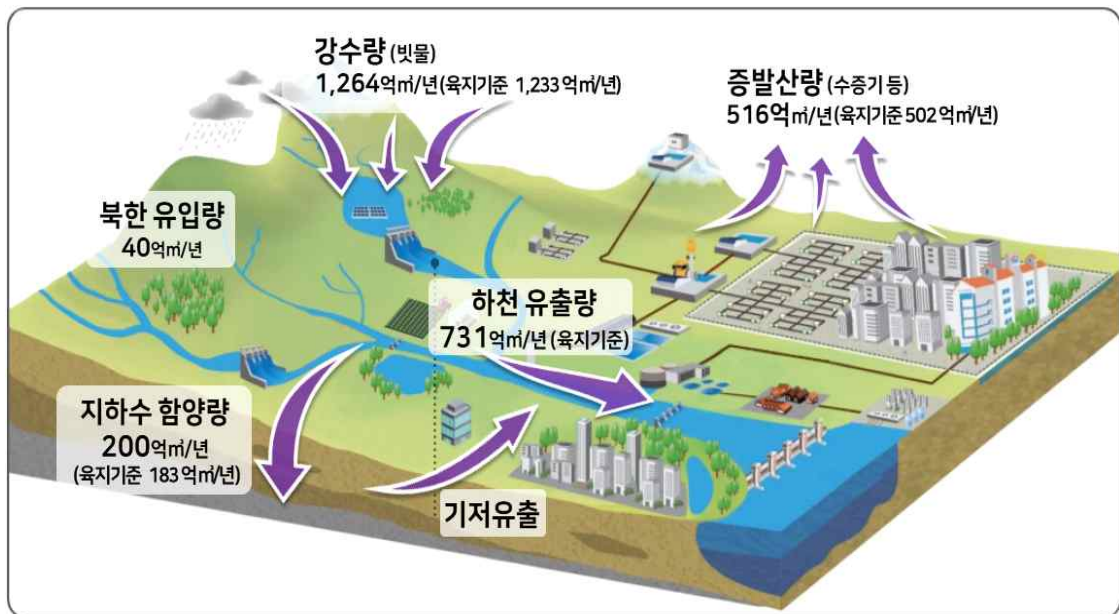 강수량 (빗물)
1,264억㎥/년(육지기준 1,233억㎥/년)
증발산량 (수증기 등)
516억㎥/년(육지기준 502억㎥/년)
북한 유입량
40억㎥/년
하천 유출량
731억㎥/년 (육지기준)
지하수 함양량
200억㎥/년
(육지기준 183억㎥/년)
기저유출